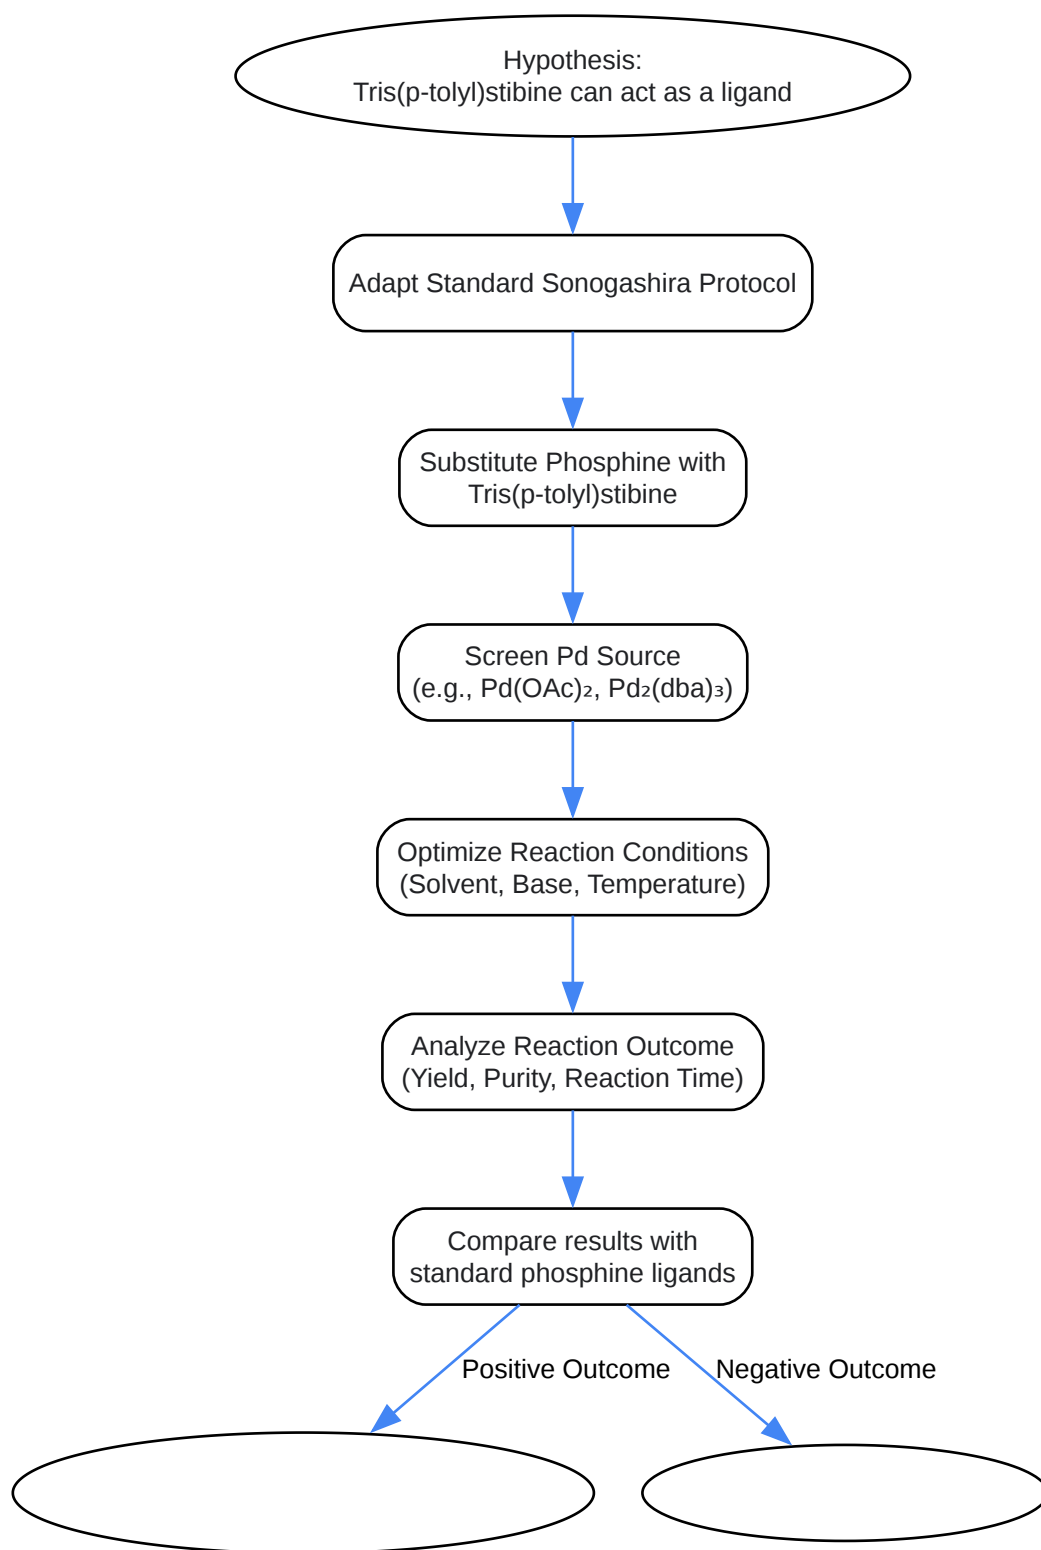 Hypothesis:
Tris(p-tolyl)stibine can act as a ligand
Adapt Standard Sonogashira Protocol
Substitute Phosphine with
Tris(p-tolyl)stibine
Screen Pd Source
(e.g., Pd(OAc)₂, Pd₂(dba)₃)
Optimize Reaction Conditions
(Solvent, Base, Temperature)
Analyze Reaction Outcome
(Yield, Purity, Reaction Time)
Compare results with
standard phosphine ligands
Positive Outcome
Negative Outcome